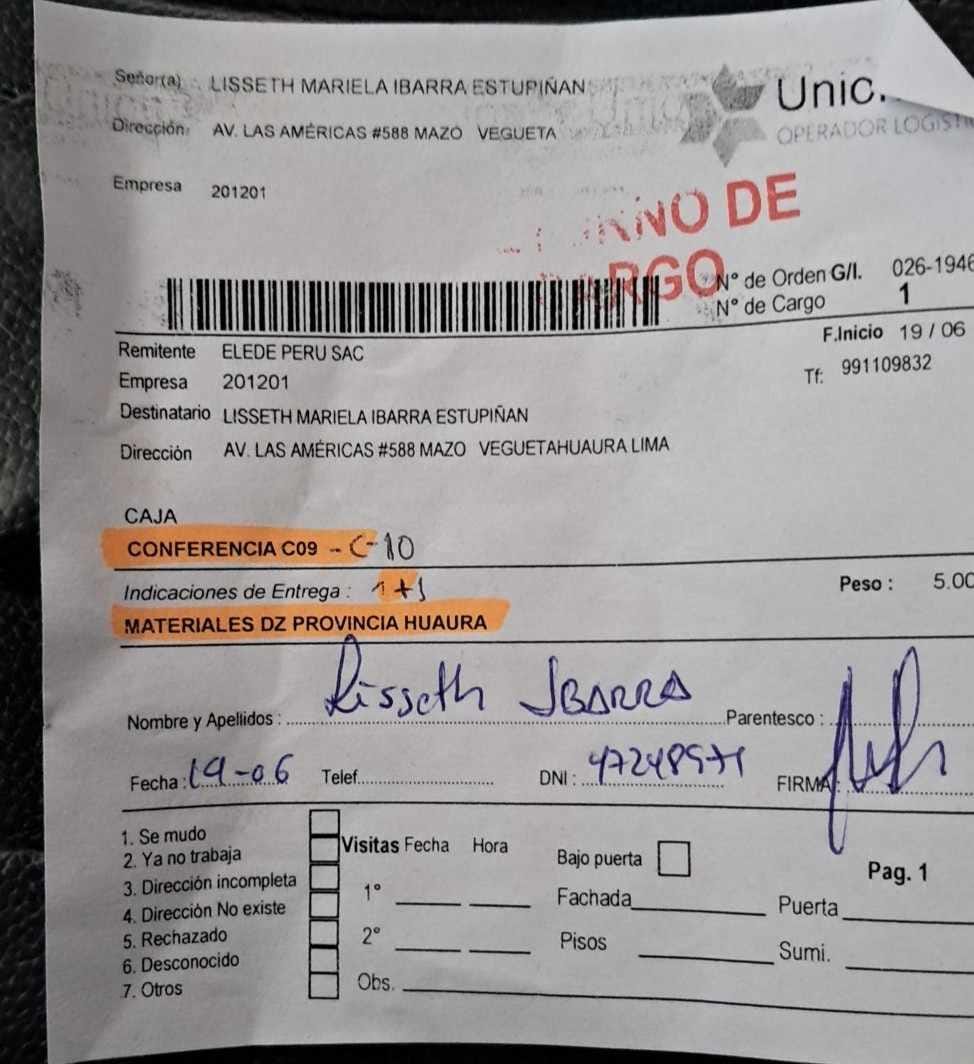 Señor(a) LISSETH MARIELA IBARRA ESTUPIÑAN
Unic.
Dirección: AV. LAS AMÉRICAS #588 MAZO VEGUETA
OPERADOR LOGISTI
Empresa 201201
RNO DE
RGO
N° de Orden G/I. 026-1946
N° de Cargo 1
F.Inicio 19 / 06
Remitente ELEDE PERU SAC
Tf: 991109832
Empresa 201201
Destinatario LISSETH MARIELA IBARRA ESTUPIÑAN
Dirección AV. LAS AMÉRICAS #588 MAZO VEGUETAHUAURA LIMA
CAJA
CONFERENCIA C09 - C-10
Indicaciones de Entrega : 1+1
Peso : 5.00
MATERIALES DZ PROVINCIA HUAURA
Nombre y Apellidos : Lisseth IBARRA Parentesco :
Fecha : 19-06 Telef. DNI : 47248971 FIRMA :
1. Se mudo
2. Ya no trabaja
3. Dirección incompleta
4. Dirección No existe
5. Rechazado
6. Desconocido
7. Otros
Visitas Fecha Hora
1°
2°
Obs.
Bajo puerta
Fachada
Pisos
Pag. 1
Puerta
Sumi.